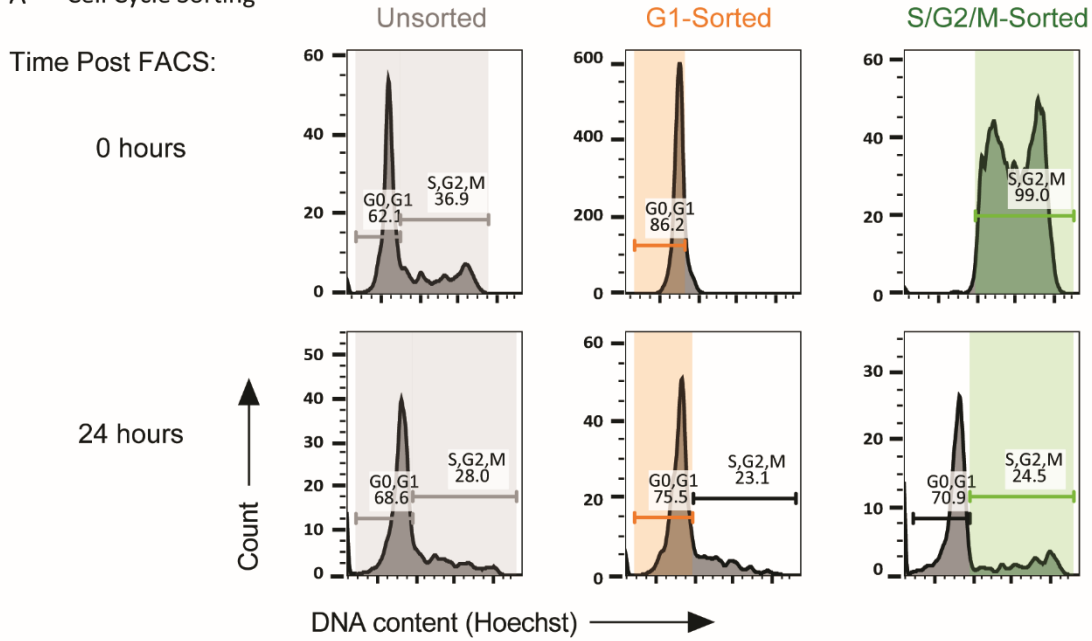 Unsorted
G1-Sorted
S/G2/M-Sorted
Time Post FACS:
0 hours
60
40
20
0
G0,G1
62.1
S,G2,M
36.9
600
400
200
0
G0,G1
86.2
60
40
20
0
S,G2,M
99.0
24 hours
Count
50
40
30
20
10
0
G0,G1
68.6
S,G2,M
28.0
60
40
20
0
G0,G1
75.5
S,G2,M
23.1
30
20
10
0
G0,G1
70.9
S,G2,M
24.5
DNA content (Hoechst)